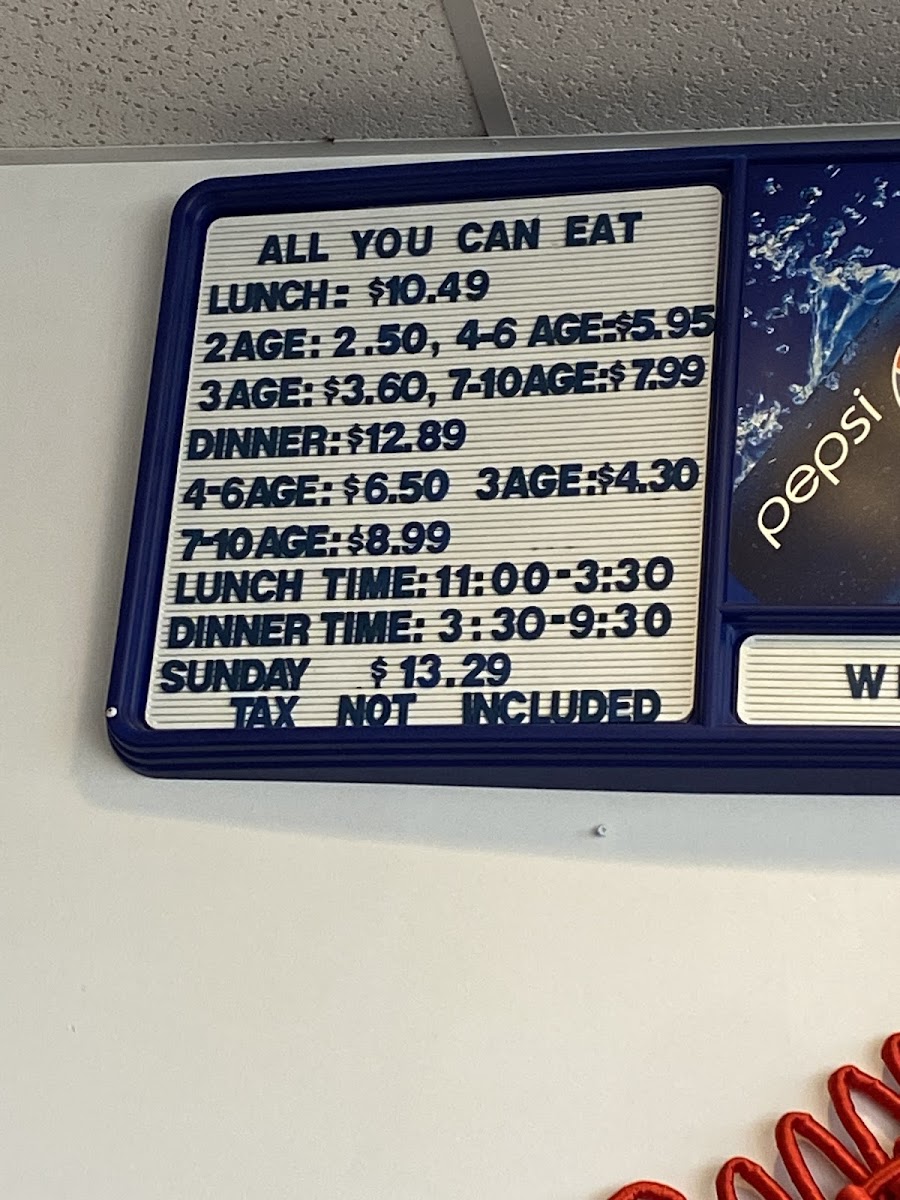 ALL YOU CAN EAT
LUNCH: $10.49
2AGE: 2.50, 4-6 AGE:$5.95
3AGE: $3.60, 7-10AGE:$7.99
DINNER:$12.89
4-6AGE: $6.50 3AGE:$4.30
7-10AGE:$8.99
LUNCH TIME:11:00-3:30
DINNER TIME: 3:30-9:30
SUNDAY $13.29
TAX NOT INCLUDED
pepsi